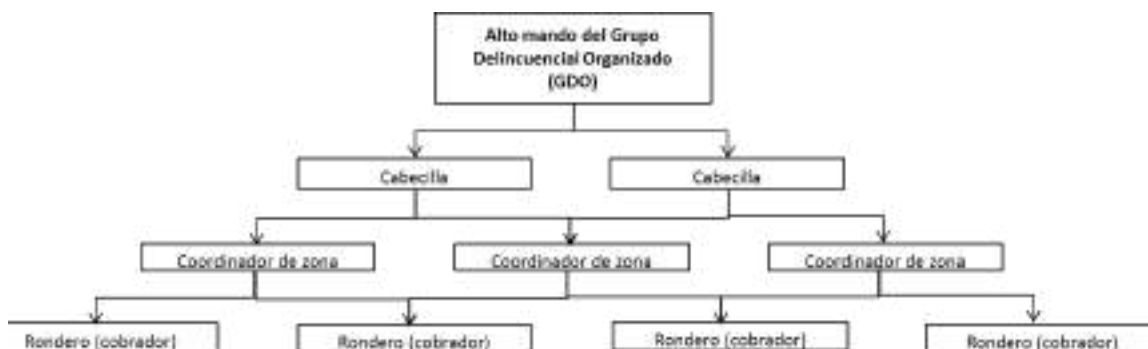 Alto mando del Grupo
Delincuencial Organizado
(GDO)
Cabecilla
Cabecilla
Coordinador de zona
Coordinador de zona
Coordinador de zona
Rondero (cobrador)
Rondero (cobrador)
Rondero (cobrador)
Rondero (cobrador)